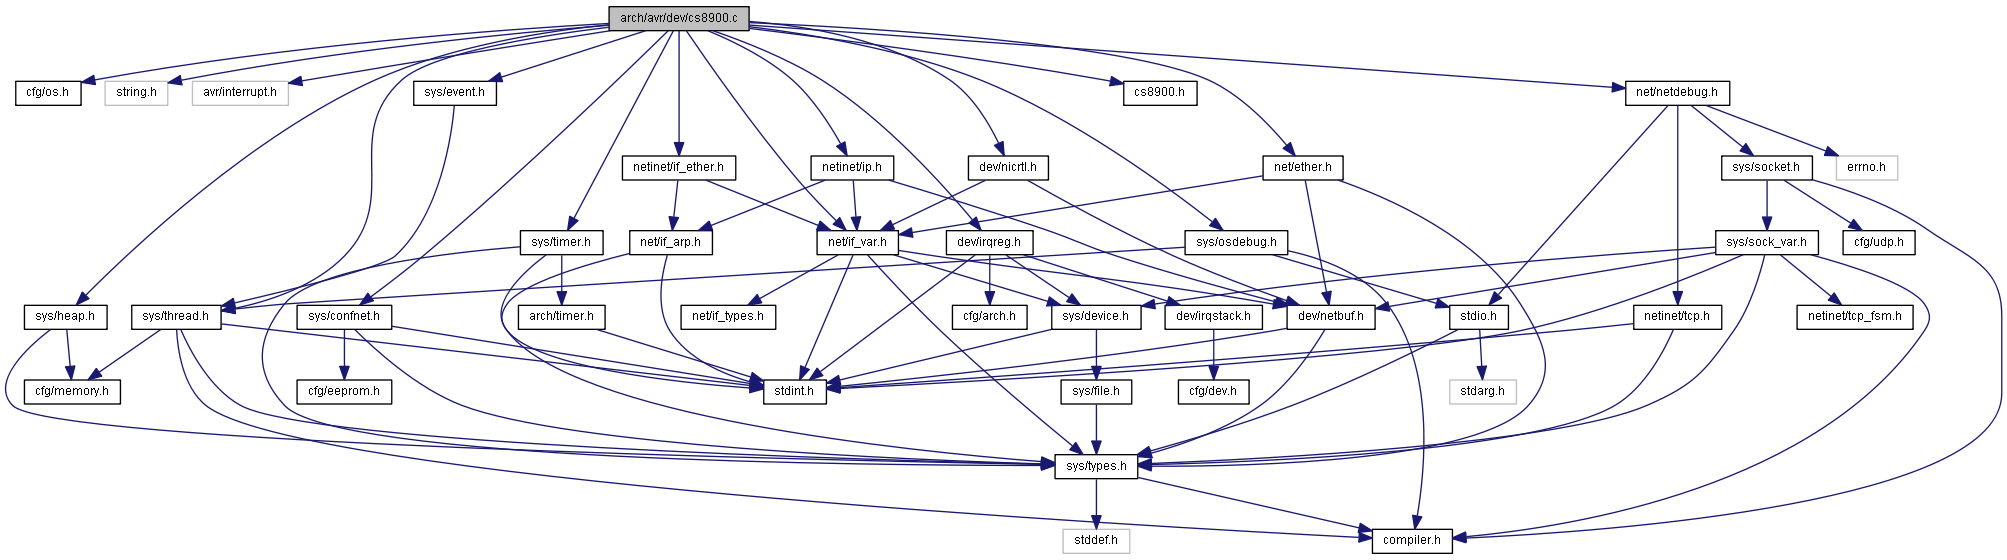 arch/avr/dev/cs8900.c
cfg/os.h
string.h
avr/interrupt.h
sys/event.h
cs8900.h
net/netdebug.h
netinet/if_ether.h
netinet/ip.h
dev/nicrtl.h
net/ether.h
sys/socket.h
errno.h
sys/timer.h
net/if_arp.h
net/if_var.h
dev/irqreg.h
sys/osdebug.h
sys/sock_var.h
cfg/udp.h
sys/heap.h
sys/thread.h
sys/confnet.h
arch/timer.h
net/if_types.h
cfg/arch.h
sys/device.h
dev/irqstack.h
dev/netbuf.h
stdio.h
netinet/tcp.h
netinet/tcp_fsm.h
cfg/memory.h
cfg/eeprom.h
stdint.h
sys/file.h
cfg/dev.h
stdarg.h
sys/types.h
stddef.h
compiler.h